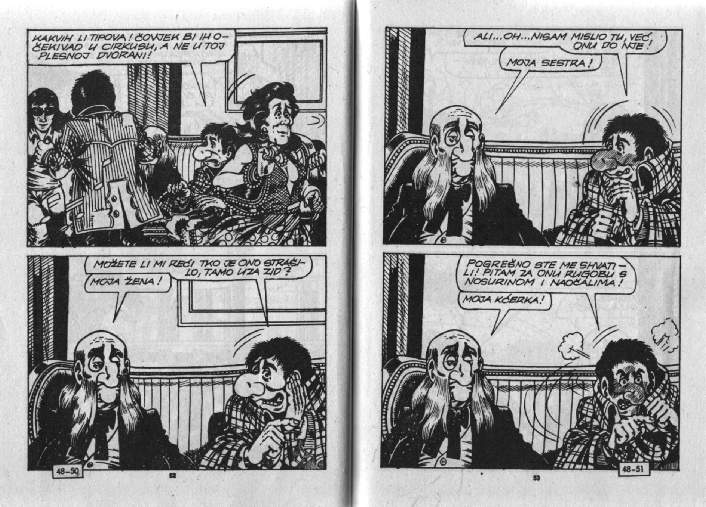 KAKVIH LI TIPOVA! ČOVJEK BI IH O-
ČEKIVAO U CIRKUSU, A NE U TOJ
PLESNOJ DVORANI!
MOŽETE LI MI REĆI TKO JE ONO STRAŠI-
LO, TAMO UZA ZID?
MOJA ŽENA!
48-50
52
ALI...OH...NISAM MISLIO TU, VEĆ,
ONU DO NJE!
MOJA SESTRA!
POGREŠNO STE ME SHVATI-
LI! PITAM ZA ONU RUGOBU S
NOSURINOM I NAOČALIMA!
MOJA KĆERKA!
53
48-51